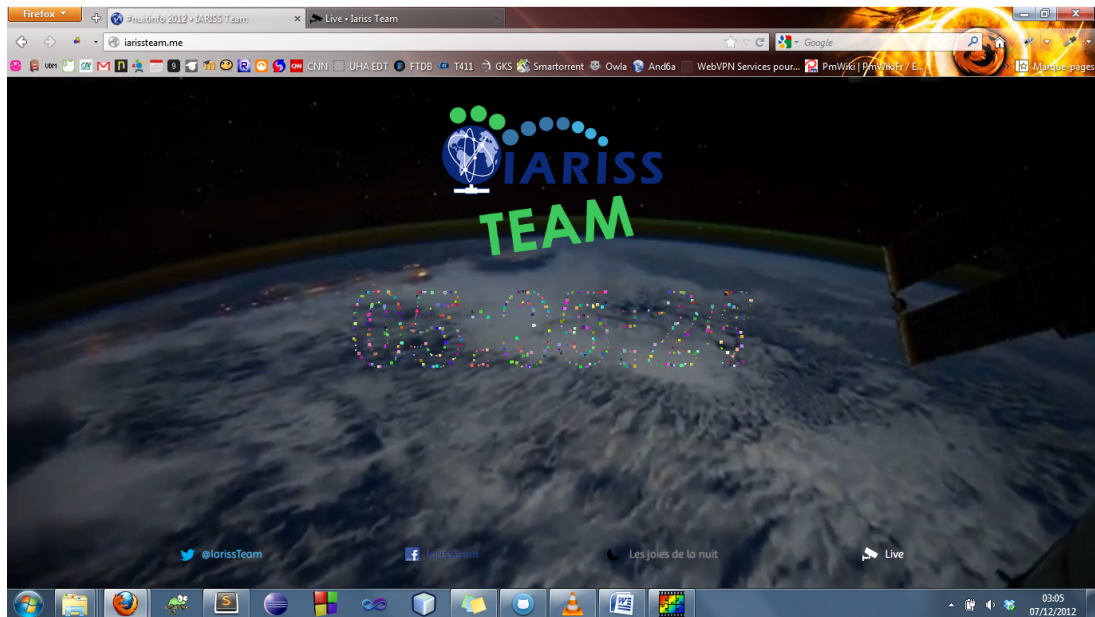 Firefox
#nuitinfo 2012 • IARISS Team
Live • Iariss Team
iarissteam.me
Google
CNN
UHA EDT
FTDB
T411
GKS
Smartorrent
Owla
And6a
WebVPN Services pour...
PmWiki | PmWikiFr / E...
Marque-pages
IARISS
TEAM
@IarissTeam
IarissTeam
Les joies de la nuit
Live
03:05
07/12/2012